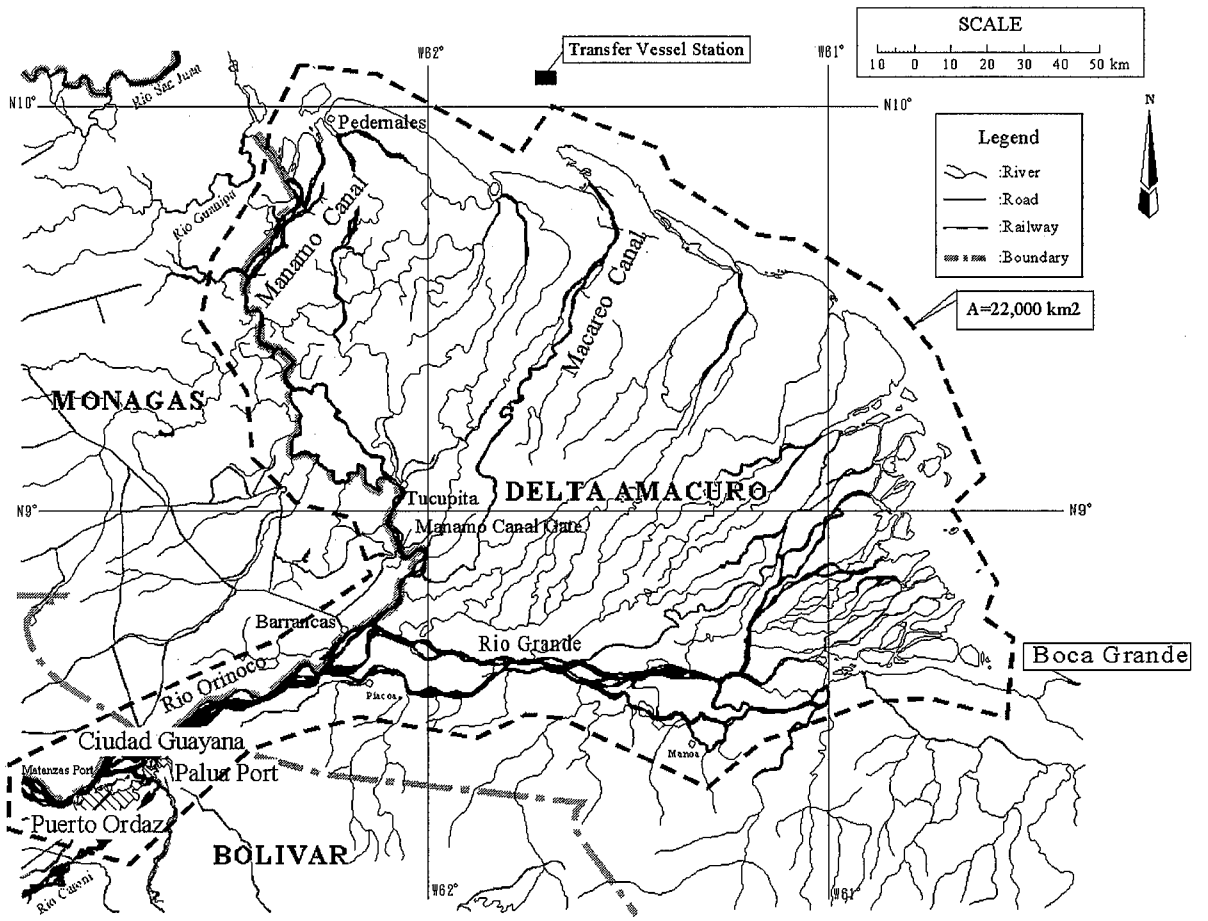 SCALE
10 0 10 20 30 40 50 km
Transfer Vessel Station
W62°
W61°
N
Rio San Juan
N10°
N10°
Pedernales
Legend
:River
:Road
:Railway
:Boundary
Rio Guanipa
Manamo Canal
Macareo Canal
A=22,000 km2
MONAGAS
DELTA AMACURO
Tucupita
N9°
N9°
Manamo Canal Gate
Barrancas
Rio Grande
Boca Grande
Rio Orinoco
Piacoa
Manoa
Ciudad Guayana
Matanzas Port
Palua Port
Puerto Ordaz
BOLIVAR
Rio Caroni
W62°
W61°